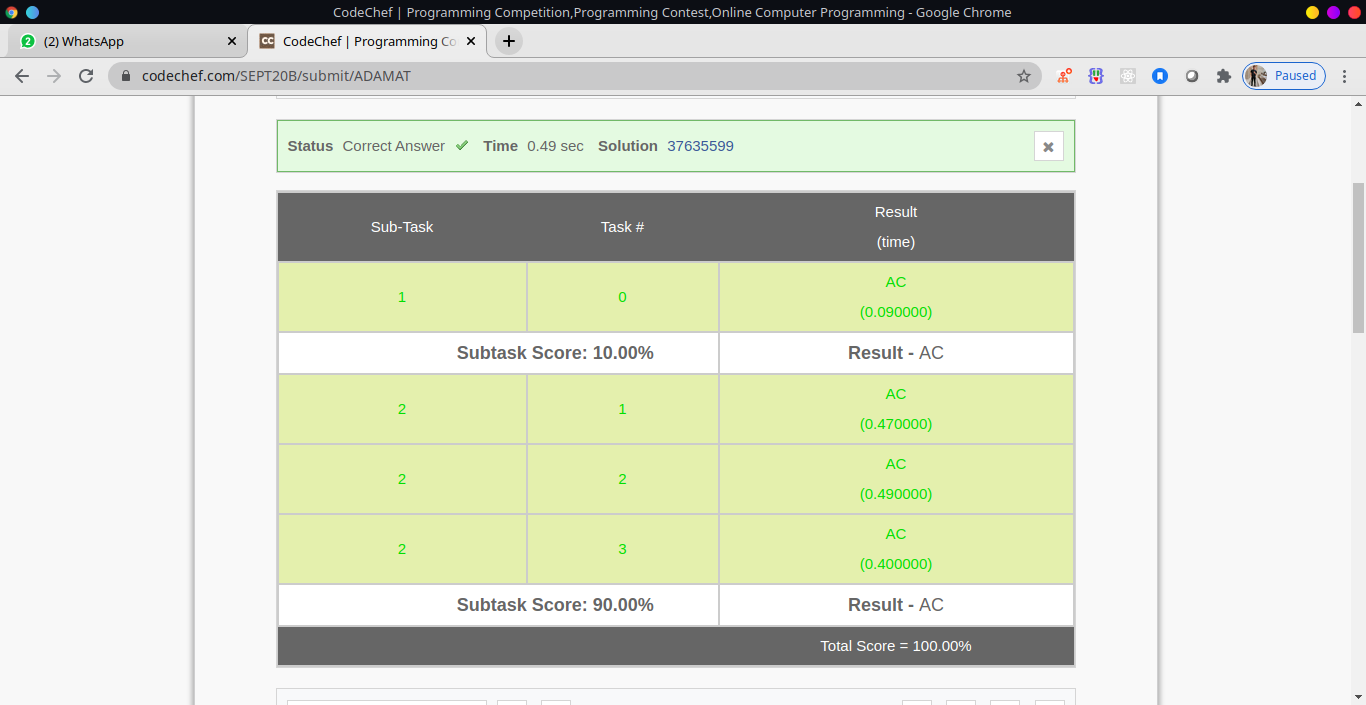 CodeChef | Programming Competition,Programming Contest,Online Computer Programming - Google Chrome
(2) WhatsApp
CodeChef | Programming Co
codechef.com/SEPT20B/submit/ADAMAT
Paused
Status Correct Answer Time 0.49 sec Solution 37635599
Sub-Task Task # Result
(time)
1 0 AC
(0.090000)
Subtask Score: 10.00% Result - AC
2 1 AC
(0.470000)
2 2 AC
(0.490000)
2 3 AC
(0.400000)
Subtask Score: 90.00% Result - AC
Total Score = 100.00%